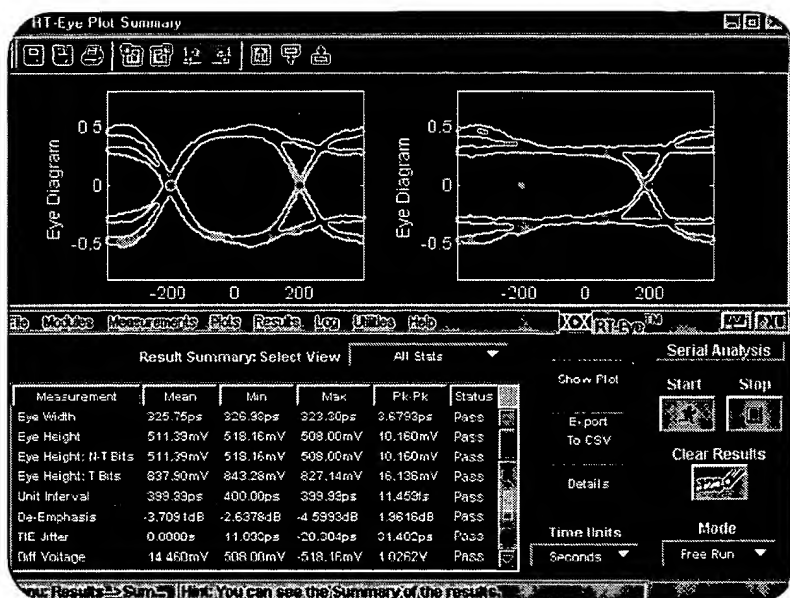 RT-Eye Plot Summary
Eye Diagram
0.5
0
-0.5
-200 0 200
Eye Diagram
0.5
0
-0.5
-200 0 200
File Modules Measurements Plots Results Log Utilities Help
RT-Eye™
Result Summary: Select View All Stats
Measurement Mean Min Max Pk-Pk Status
Eye Width 325.75ps 326.98ps 323.30ps 3.6793ps Pass
Eye Height 511.39mV 518.16mV 508.00mV 10.160mV Pass
Eye Height: N-T Bits 511.39mV 518.16mV 508.00mV 10.160mV Pass
Eye Height: T Bits 837.90mV 843.28mV 827.14mV 16.136mV Pass
Unit Interval 399.99ps 400.00ps 399.99ps 11.459fs Pass
De-Emphasis -3.7091dB -2.6378dB -4.5993dB 1.9616dB Pass
TIE Jitter 0.0000s 11.099ps -20.304ps 31.402ps Pass
Diff Voltage 14.460mV 508.00mV -518.16mV 1.0262V Pass
Show Plot
Export
To CSV
Details
Time Units
Seconds
Serial Analysis
Start Stop
Clear Results
Mode
Free Run
Results->Sum... Hint: You can see the Summary of the results.